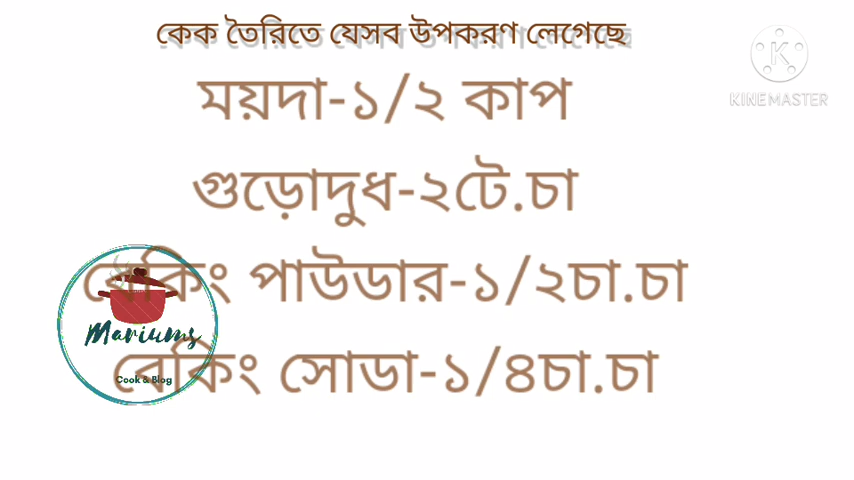 কেক তৈরিতে যেসব উপকরণ লেগেছে
KINEMASTER
ময়দা-১/২ কাপ
গুড়োদুধ-২টে.চা
বেকিং পাউডার-১/২চা.চা
Mariums
বেকিং সোডা-১/৪চা.চা
Cook & Blog